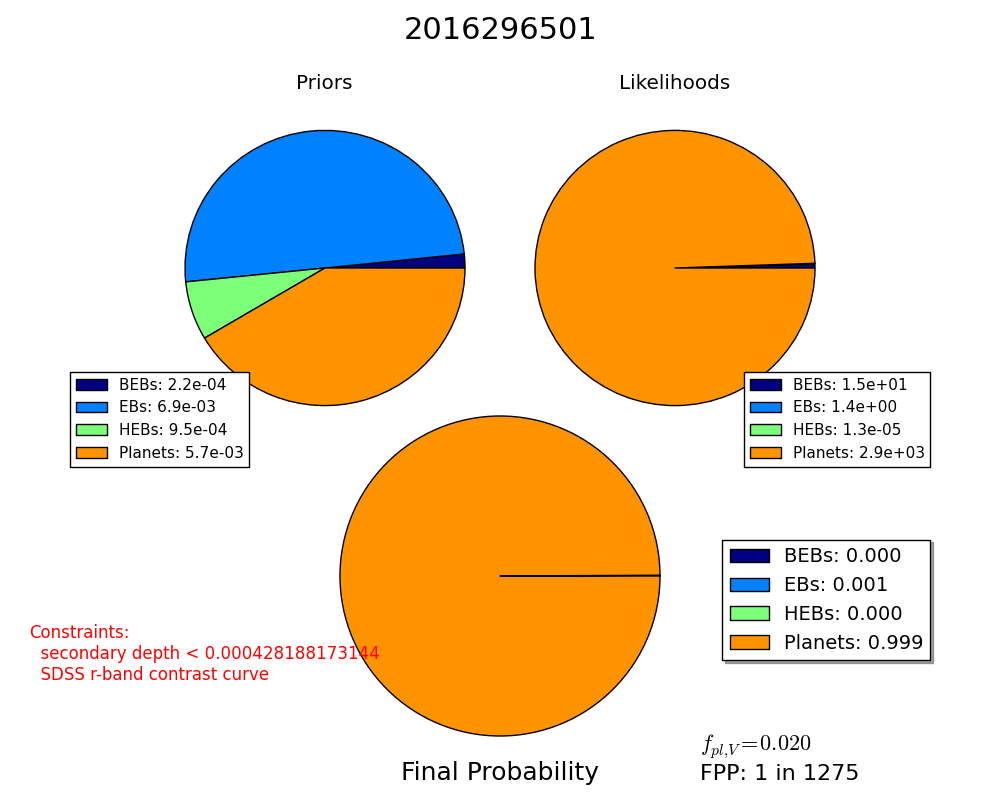 2016296501
Priors
Likelihoods
BEBs: 2.2e-04
EBs: 6.9e-03
HEBs: 9.5e-04
Planets: 5.7e-03
BEBs: 1.5e+01
EBs: 1.4e+00
HEBs: 1.3e-05
Planets: 2.9e+03
BEBs: 0.000
EBs: 0.001
HEBs: 0.000
Planets: 0.999
Constraints:
secondary depth < 0.000428188173144
SDSS r-band contrast curve
f_{pl,V}=0.020
Final Probability
FPP: 1 in 1275